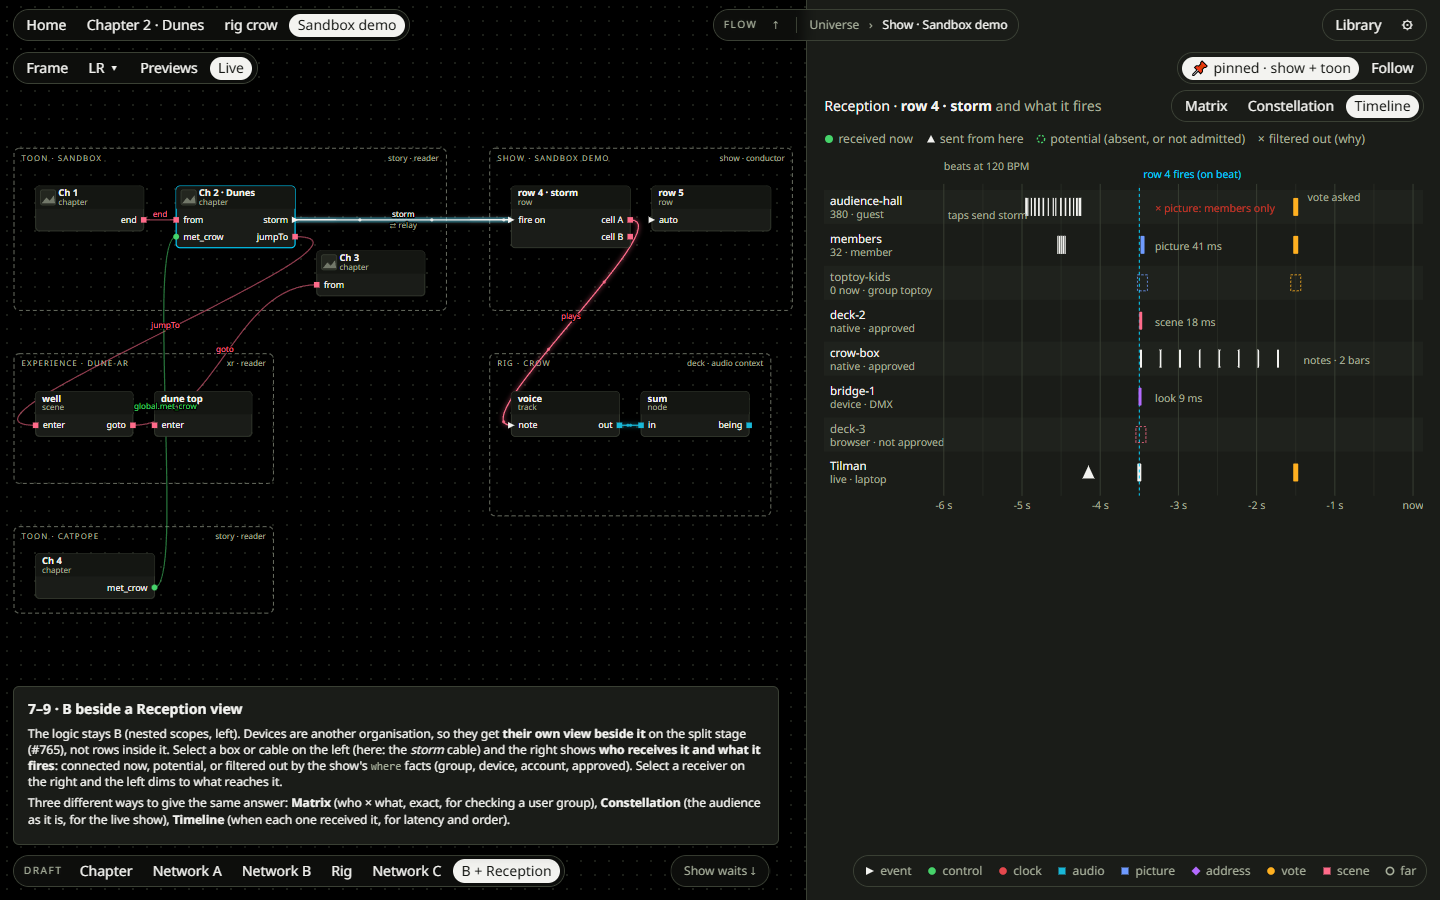 Home Chapter 2 · Dunes rig crow Sandbox demo
FLOW ↑ Universe › Show · Sandbox demo
Library ⚙
Frame LR ▾ Previews Live
📌 pinned · show + toon Follow
Reception · row 4 · storm and what it fires
Matrix Constellation Timeline
received now sent from here potential (absent, or not admitted) × filtered out (why)
TOON · SANDBOX story · reader
Ch 1
chapter
end
end
Ch 2 · Dunes
chapter
from storm
met_crow jumpTo
storm
⇄ relay
Ch 3
chapter
from
SHOW · SANDBOX DEMO show · conductor
row 4 · storm
row
fire on cell A
cell B
row 5
row
auto
jumpTo
goto
plays
EXPERIENCE · DUNE-AR xr · reader
well
scene
enter goto
dune top
global.met-crow
enter
RIG · CROW deck · audio context
voice
track
note out
sum
node
in being
TOON · CATPOPE story · reader
Ch 4
chapter
met_crow
beats at 120 BPM
row 4 fires (on beat)
audience-hall
380 · guest
taps send storm
× picture: members only
vote asked
members
32 · member
picture 41 ms
toptoy-kids
0 now · group toptoy
deck-2
native · approved
scene 18 ms
crow-box
native · approved
notes · 2 bars
bridge-1
device · DMX
look 9 ms
deck-3
browser · not approved
Tilman
live · laptop
-6 s -5 s -4 s -3 s -2 s -1 s now
7–9 · B beside a Reception view
The logic stays B (nested scopes, left). Devices are another organisation, so they get their own view beside it on the split stage
(#765), not rows inside it. Select a box or cable on the left (here: the storm cable) and the right shows who receives it and what it
fires: connected now, potential, or filtered out by the show's where facts (group, device, account, approved). Select a receiver on
the right and the left dims to what reaches it.
Three different ways to give the same answer: Matrix (who × what, exact, for checking a user group), Constellation (the audience
as it is, for the live show), Timeline (when each one received it, for latency and order).
DRAFT Chapter Network A Network B Rig Network C B + Reception
Show waits ↓
event control clock audio picture address vote scene far